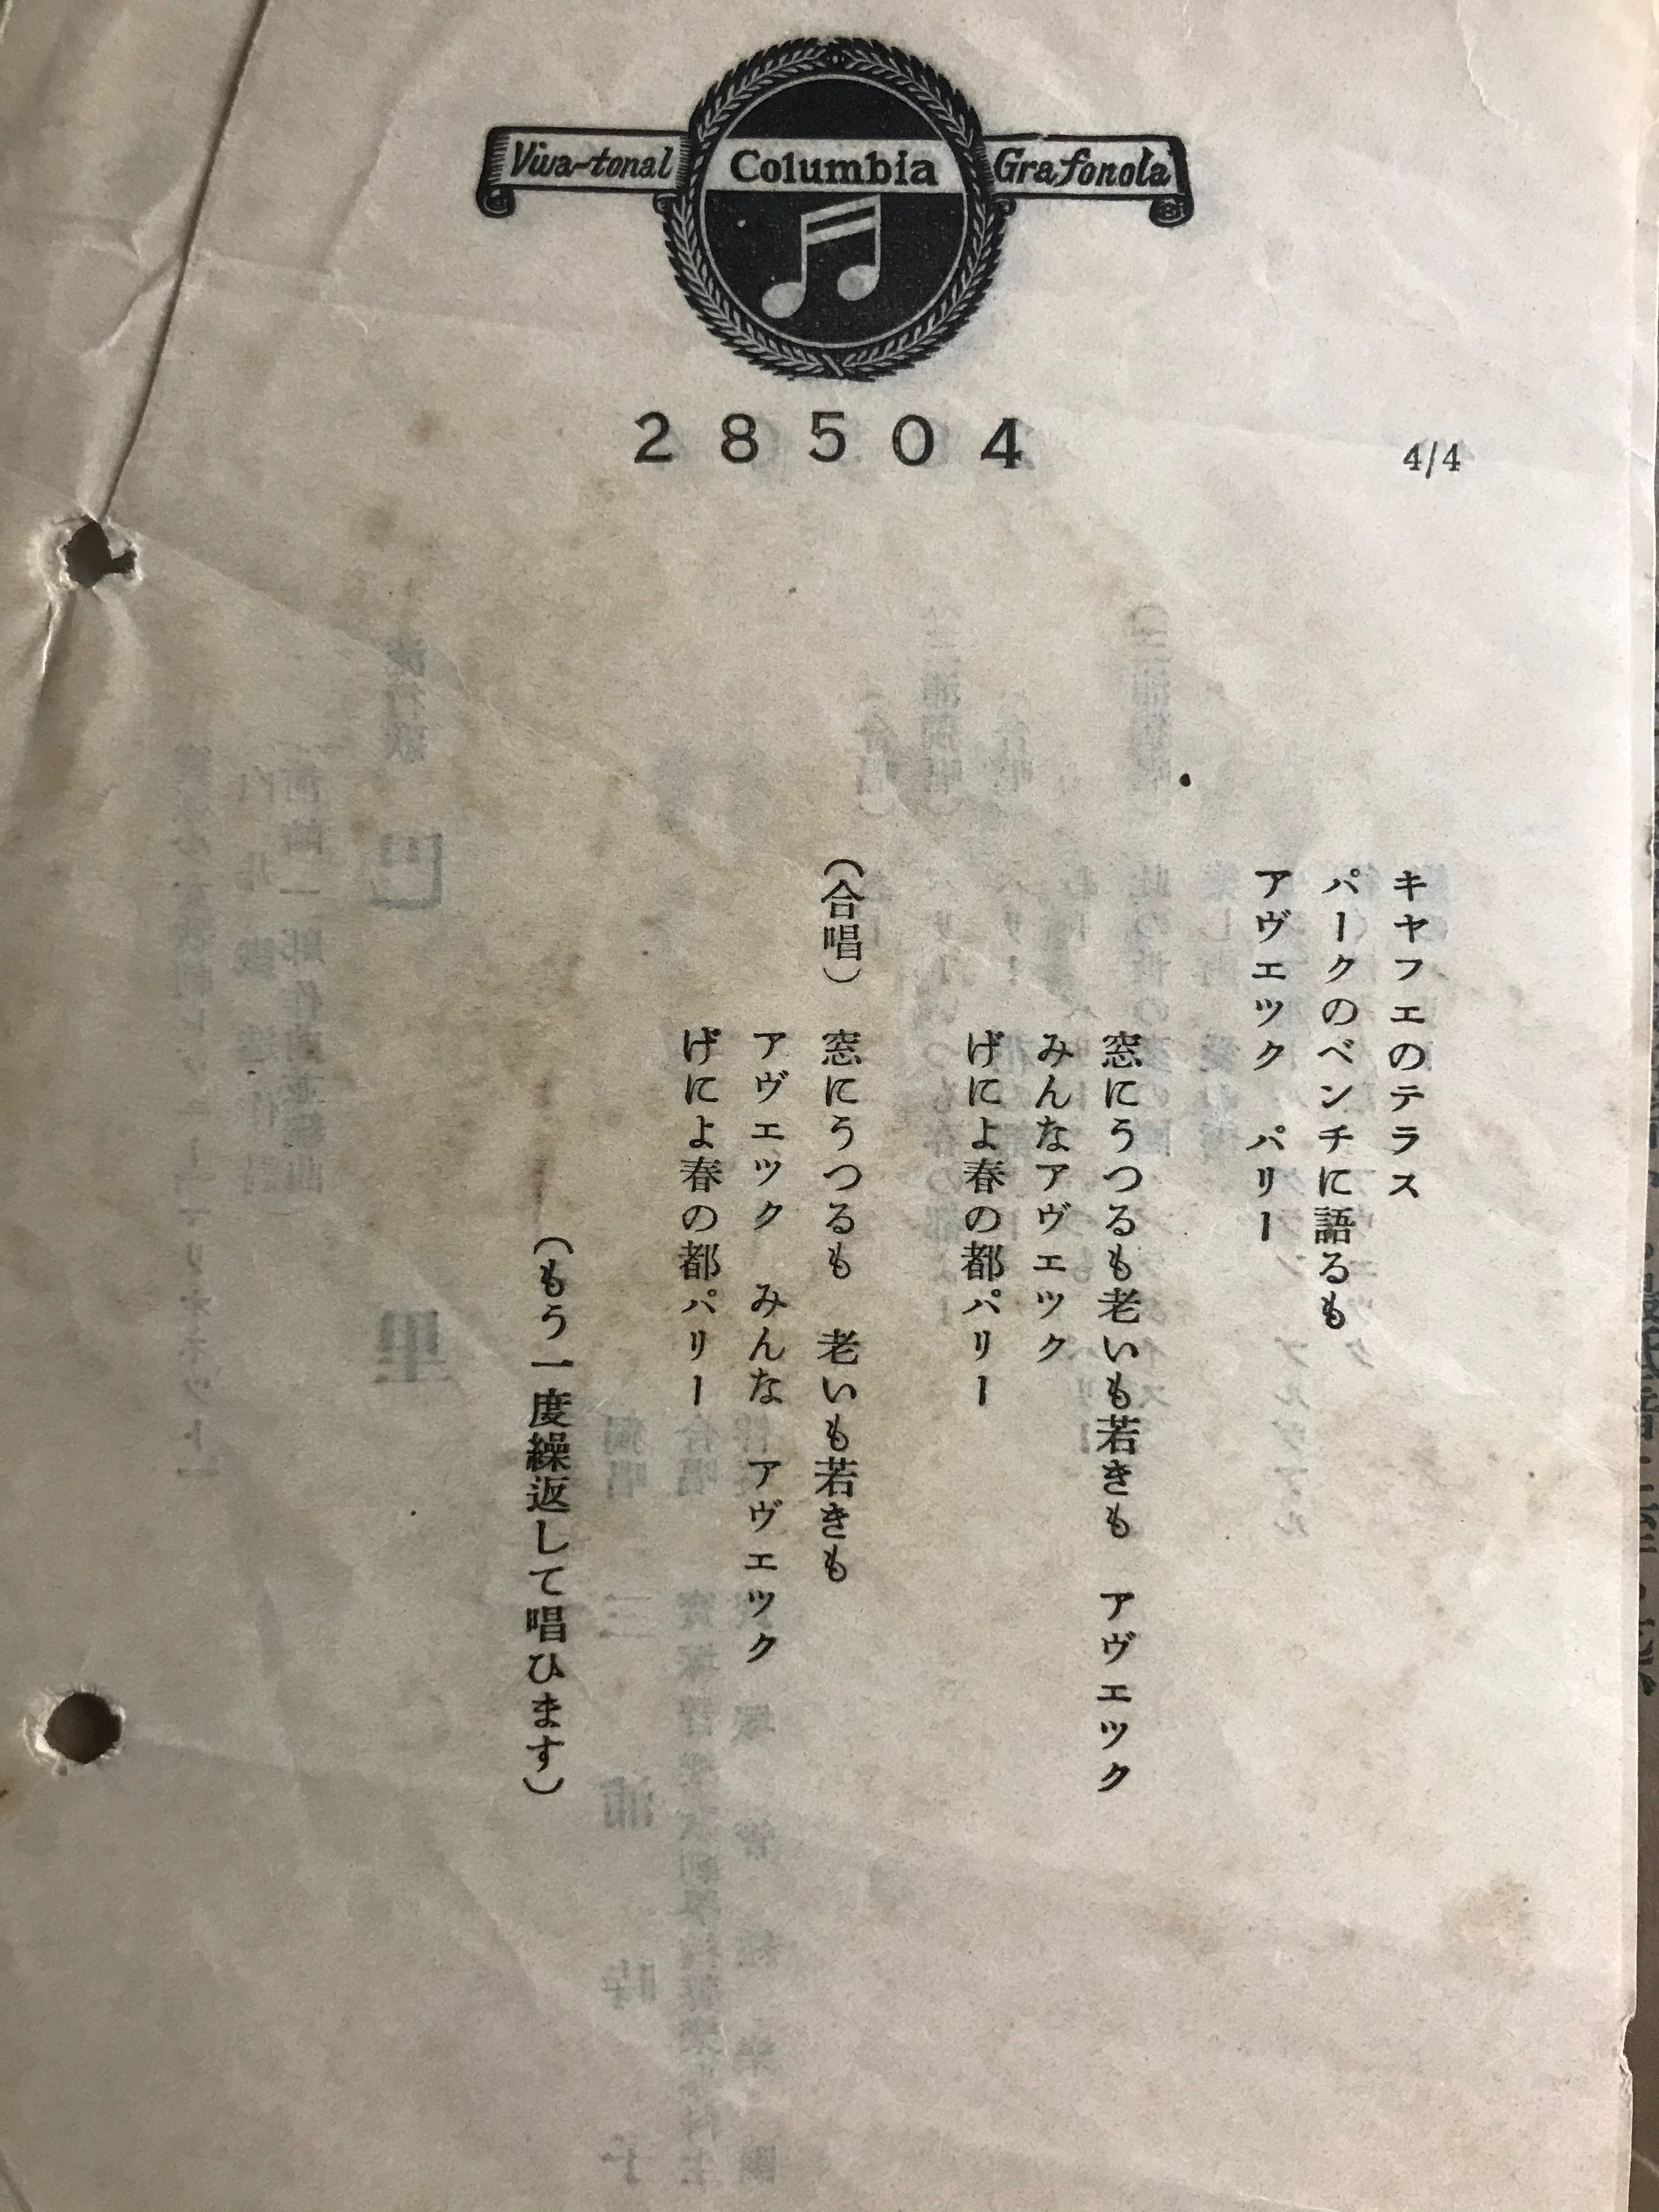 Viva-tonal Columbia Grafonola
28504
4/4
キヤフエのテラス
パークのベンチに語るも
アヴエツク　パリー
窓にうつるも老いも若きも　アヴエツク
みんなアヴエツク
げによ春の都パリー
（合唱）　窓にうつるも　老いも若きも
アヴエツク　みんな　アヴエツク
げによ春の都パリー
（もう一度繰返して唱ひます）